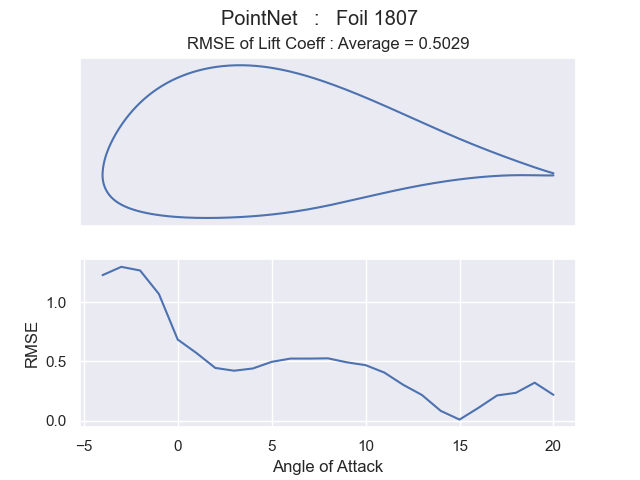 PointNet : Foil 1807
RMSE of Lift Coeff : Average = 0.5029
1.0
0.5
0.0
RMSE
−5 0 5 10 15 20
Angle of Attack